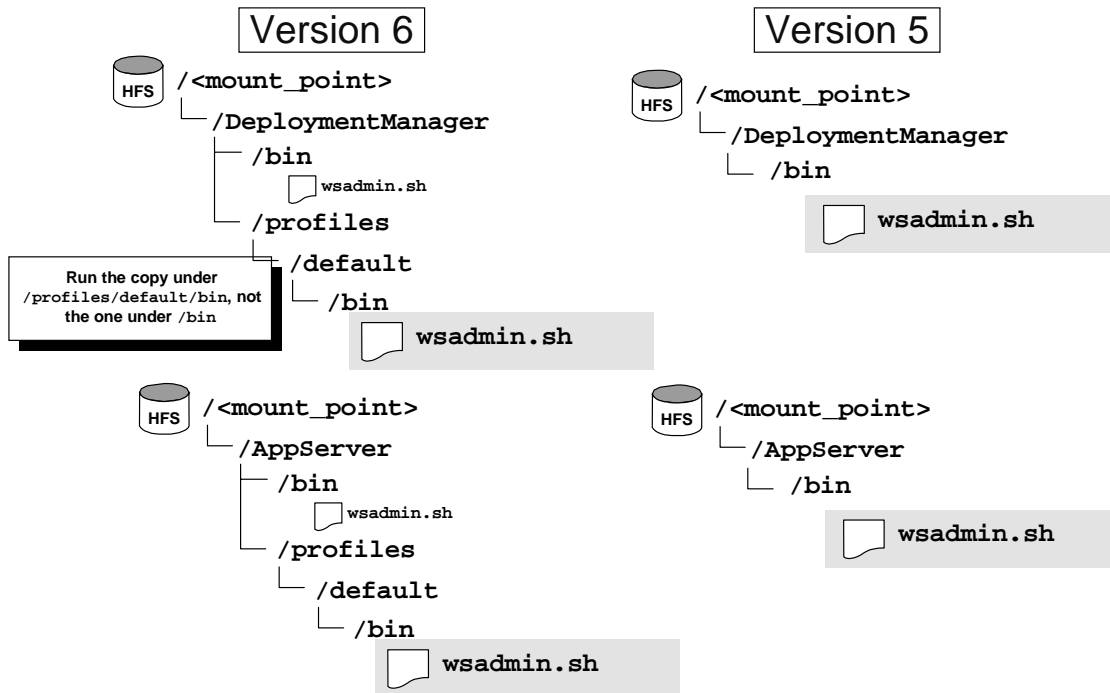 Version 6
HFS
/<mount_point>
/DeploymentManager
/bin
wsadmin.sh
/profiles
/default
/bin
wsadmin.sh
Run the copy under
/profiles/default/bin, not
the one under /bin
HFS
/<mount_point>
/AppServer
/bin
wsadmin.sh
/profiles
/default
/bin
wsadmin.sh
Version 5
HFS
/<mount_point>
/DeploymentManager
/bin
wsadmin.sh
HFS
/<mount_point>
/AppServer
/bin
wsadmin.sh